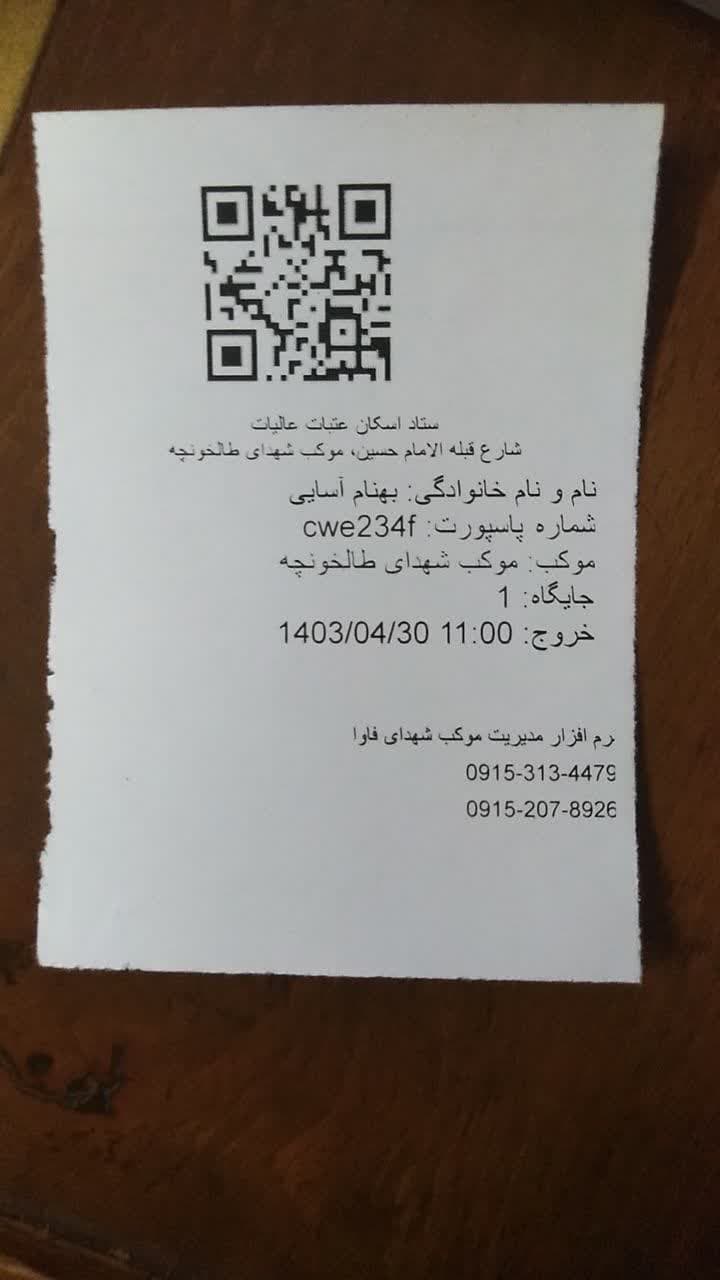 ستاد اسکان عتبات عالیات
شارع قبله الامام حسین، موکب شهدای طالخونچه
نام و نام خانوادگی: بهنام آسایی
شماره پاسپورت: cwe234f
موکب: موکب شهدای طالخونچه
جایگاه: 1
خروج: 11:00 1403/04/30
رم افزار مدیریت موکب شهدای فاوا
0915-313-4479
0915-207-8926